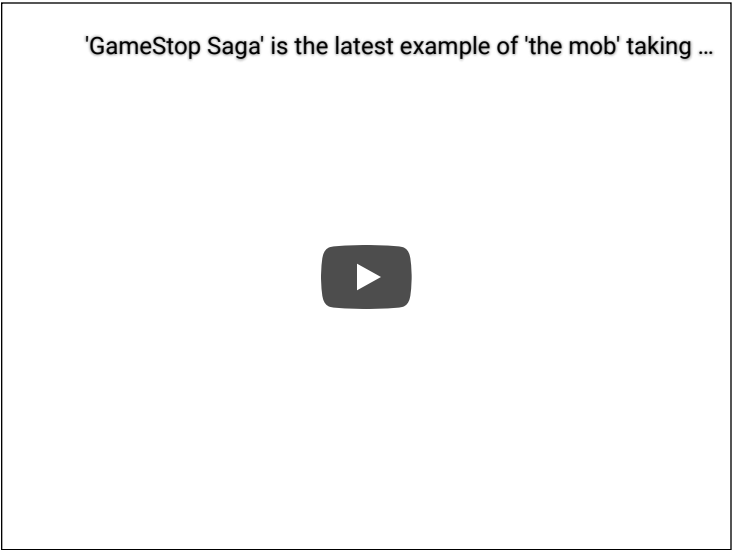 'GameStop Saga' is the latest example of 'the mob' taking ...